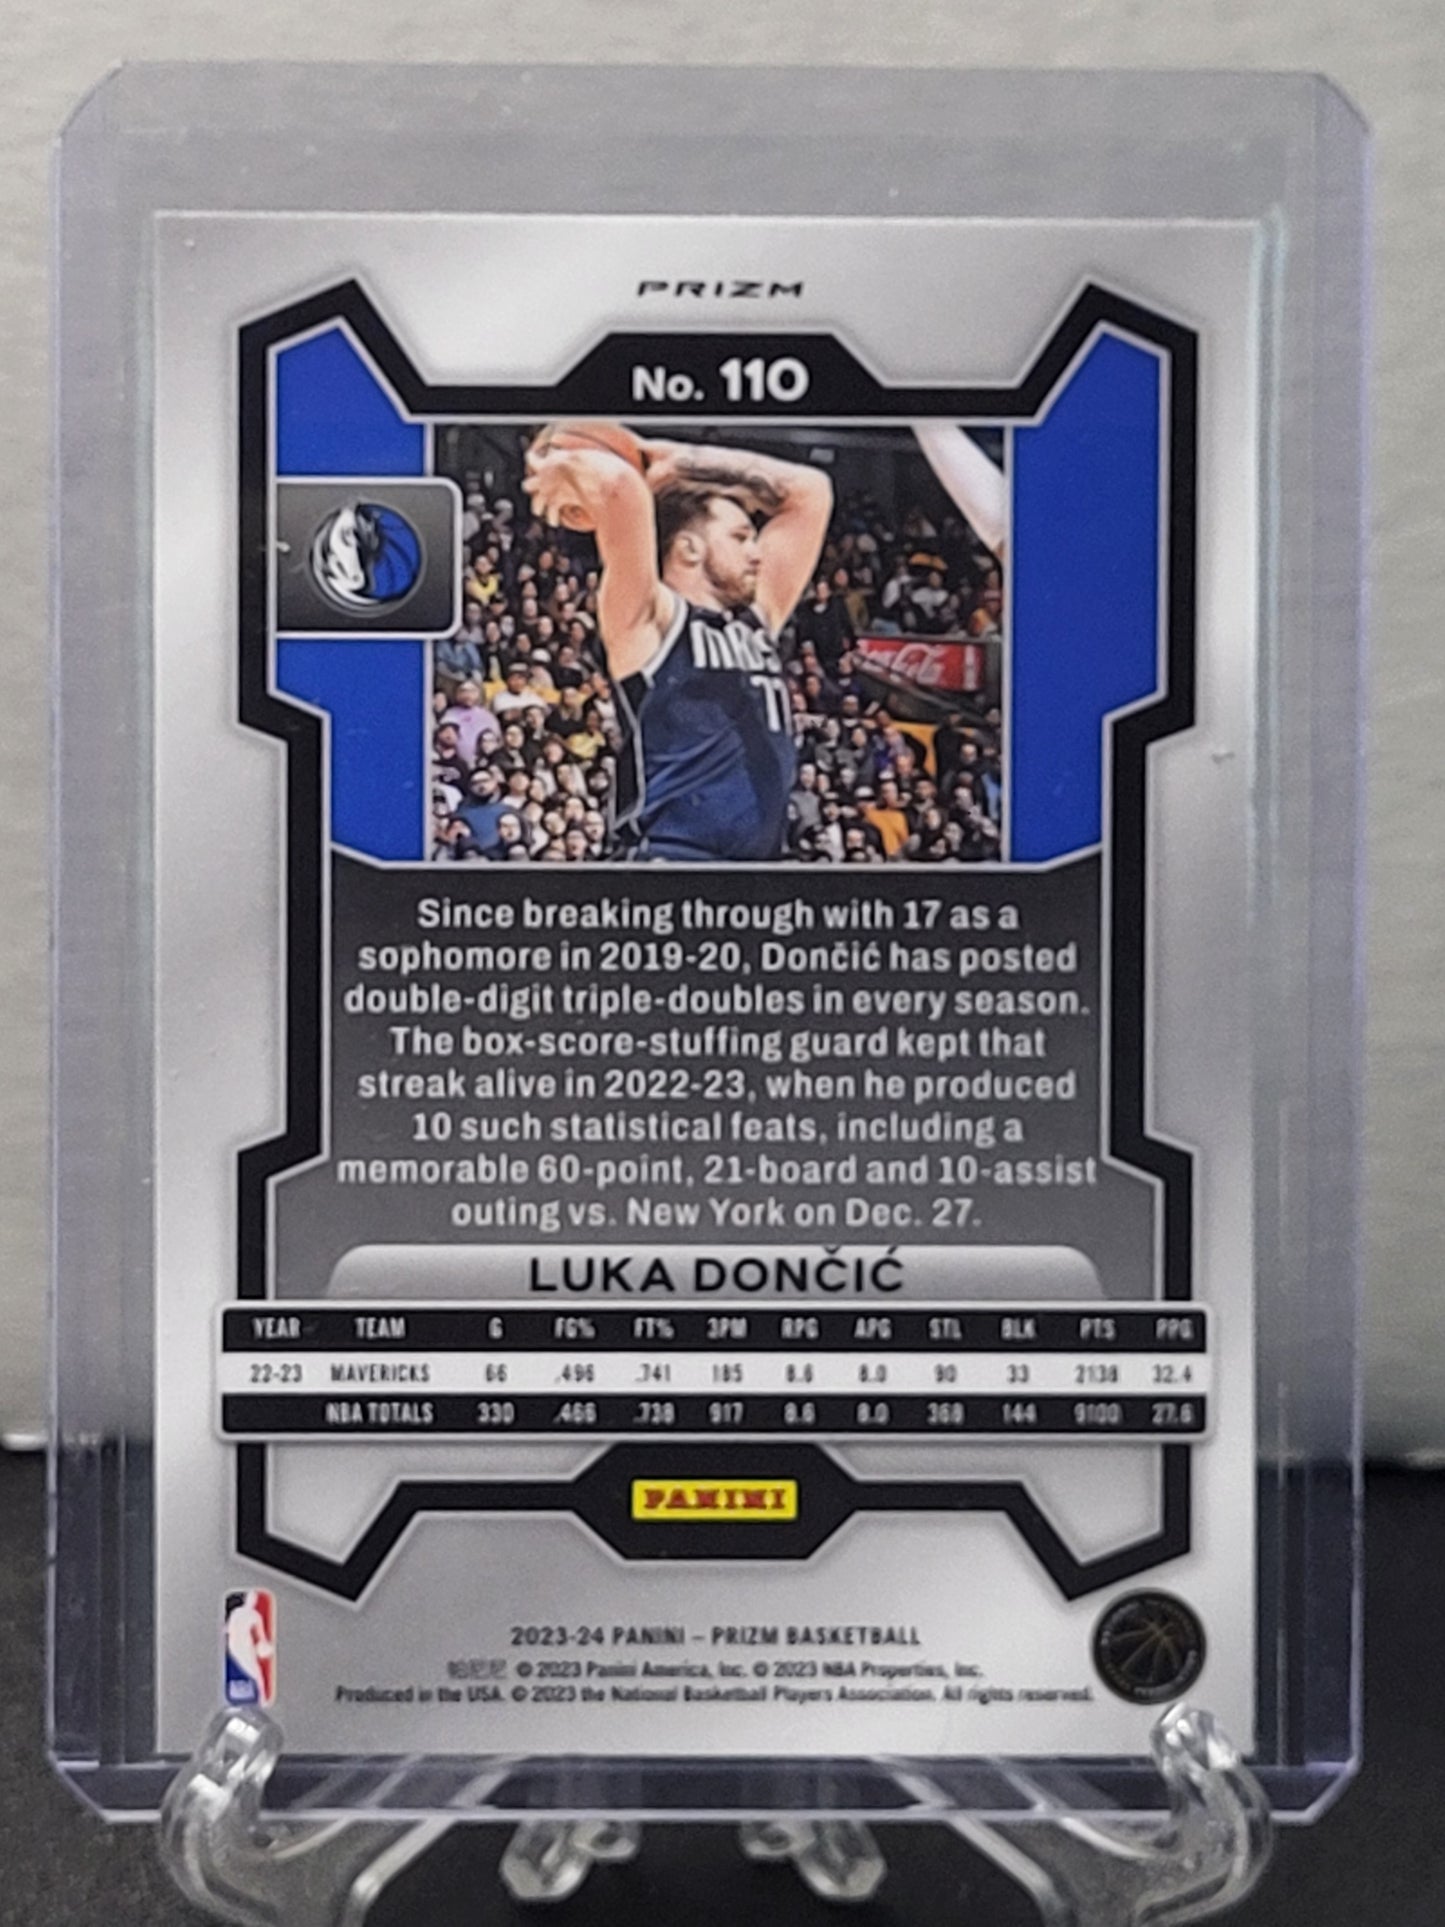 PRIZM
No. 110
MAVS
77
Coca-Cola
Since breaking through with 17 as a
sophomore in 2019-20, Dončić has posted
double-digit triple-doubles in every season.
The box-score-stuffing guard kept that
streak alive in 2022-23, when he produced
10 such statistical feats, including a
memorable 60-point, 21-board and 10-assist
outing vs. New York on Dec. 27.
LUKA DONČIĆ
YEAR TEAM G FG% FT% 3PM RPG APG STL BLK PTS PPG
22-23 MAVERICKS 66 .496 .741 185 8.6 8.0 90 33 2138 32.4
NBA TOTALS 330 .466 .738 917 8.6 8.0 368 144 9100 27.6
PANINI
2023-24 PANINI – PRIZM BASKETBALL
© 2023 Panini America, Inc. © 2023 NBA Properties, Inc.
Produced in the USA. © 2023 the National Basketball Players Association. All rights reserved.